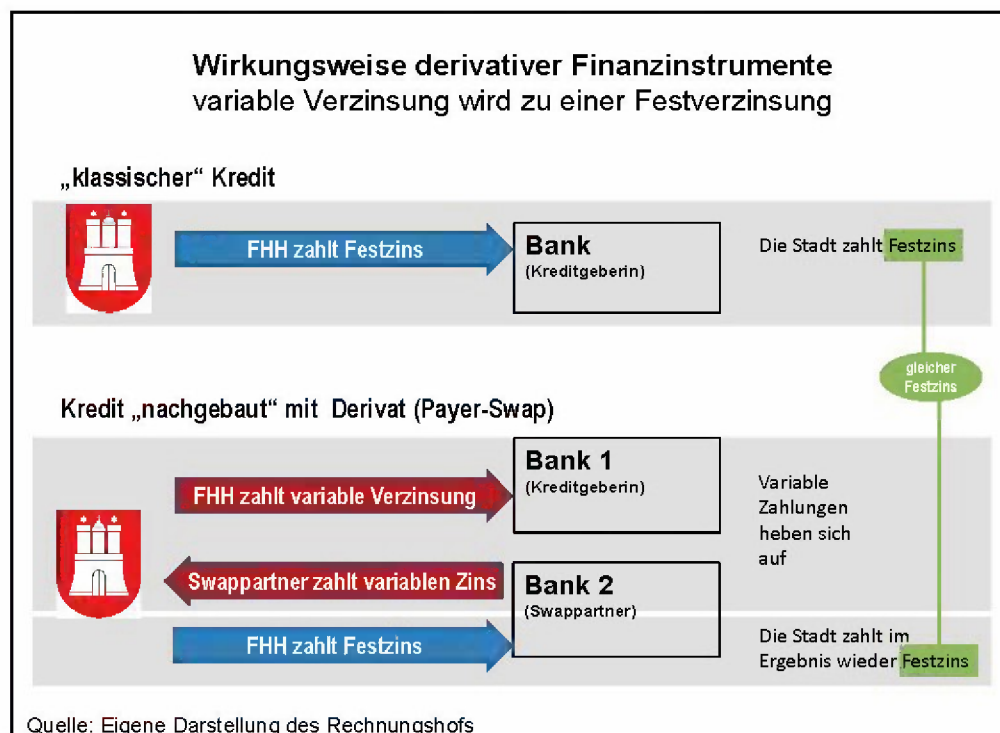 Wirkungsweise derivativer Finanzinstrumente
variable Verzinsung wird zu einer Festverzinsung
„klassischer“ Kredit
FHH zahlt Festzins
Bank
(Kreditgeberin)
Die Stadt zahlt Festzins
gleicher
Festzins
Kredit „nachgebaut“ mit Derivat (Payer-Swap)
FHH zahlt variable Verzinsung
Bank 1
(Kreditgeberin)
Variable
Zahlungen
heben sich
auf
Swappartner zahlt variablen Zins
Bank 2
(Swappartner)
FHH zahlt Festzins
Die Stadt zahlt im
Ergebnis wieder Festzins
Quelle: Eigene Darstellung des Rechnungshofs